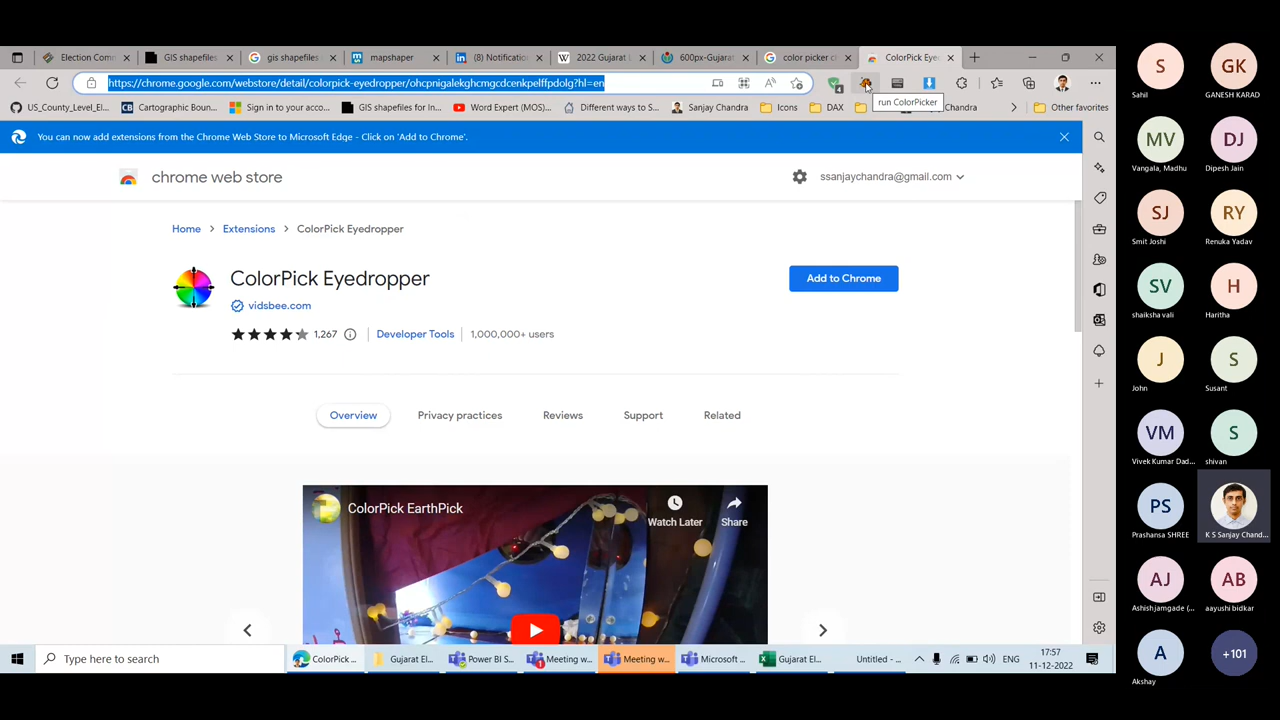 Election Comm
GIS shapefiles
gis shapefiles
mapshaper
(8) Notificatio
2022 Gujarat L
600px-Gujarat
color picker ch
ColorPick Eye
https://chrome.google.com/webstore/detail/colorpick-eyedropper/ohcpnigalekghcmgcdcenkpelffpdolg?hl=en
run ColorPicker
US_County_Level_El...
Cartographic Bound...
Sign in to your acco...
GIS shapefiles for In...
Word Expert (MOS)...
Different ways to S...
Sanjay Chandra
Icons
DAX
Chandra
Other favorites
You can now add extensions from the Chrome Web Store to Microsoft Edge - Click on 'Add to Chrome'.
chrome web store
ssanjaychandra@gmail.com
Home > Extensions > ColorPick Eyedropper
ColorPick Eyedropper
Add to Chrome
vidsbee.com
1,267
Developer Tools
1,000,000+ users
Overview
Privacy practices
Reviews
Support
Related
ColorPick EarthPick
Watch Later
Share
Type here to search
ColorPick ...
Gujarat El...
Power BI S...
Meeting w...
Meeting w...
Microsoft ...
Gujarat El...
Untitled - ...
ENG
17:57
11-12-2022
S
Sahil
GK
GANESH KARAD
MV
Vangala, Madhu
DJ
Dipesh Jain
SJ
Smit Joshi
RY
Renuka Yadav
SV
shaiksha vali
H
Haritha
J
John
S
Susant
VM
Vivek Kumar Dad...
S
shivan
PS
Prashansa SHREE
K S Sanjay Chand...
AJ
Ashish jamgade (...
AB
aayushi bidkar
A
Akshay
+101